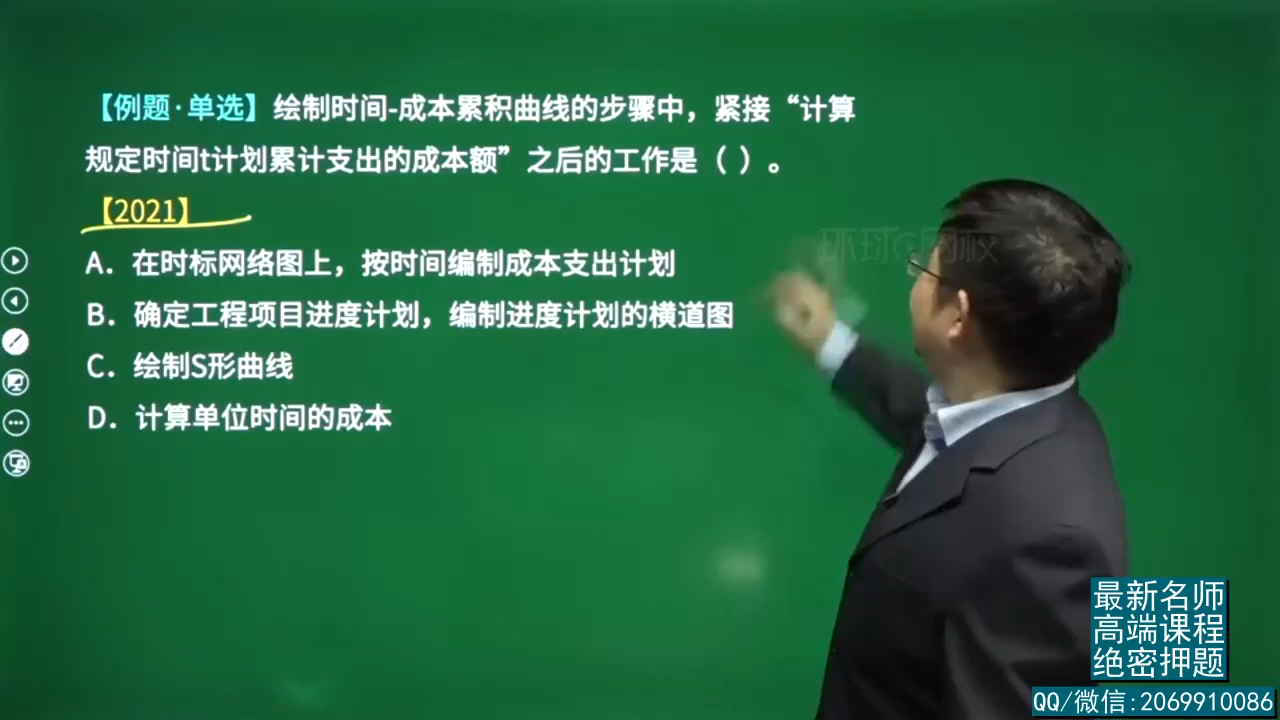 【例题·单选】绘制时间-成本累积曲线的步骤中，紧接“计算
规定时间t计划累计支出的成本额”之后的工作是（ ）。
【2021】
A．在时标网络图上，按时间编制成本支出计划
B．确定工程项目进度计划，编制进度计划的横道图
C．绘制S形曲线
D．计算单位时间的成本
环球网校
最新名师
高端课程
绝密押题
QQ/微信:2069910086